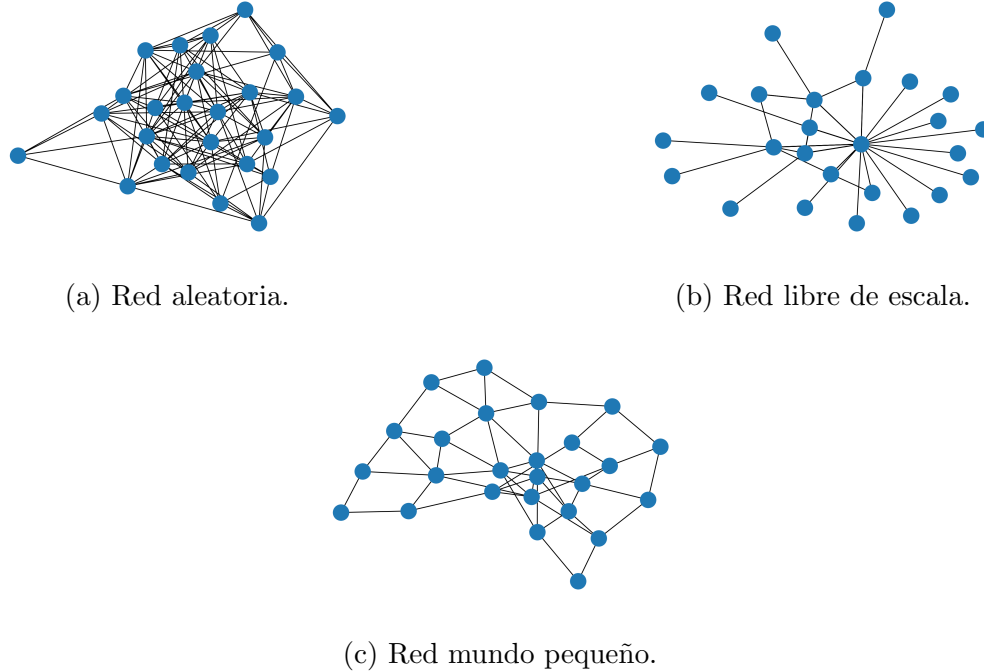 (a) Red aleatoria.
(b) Red libre de escala.
(c) Red mundo pequeño.